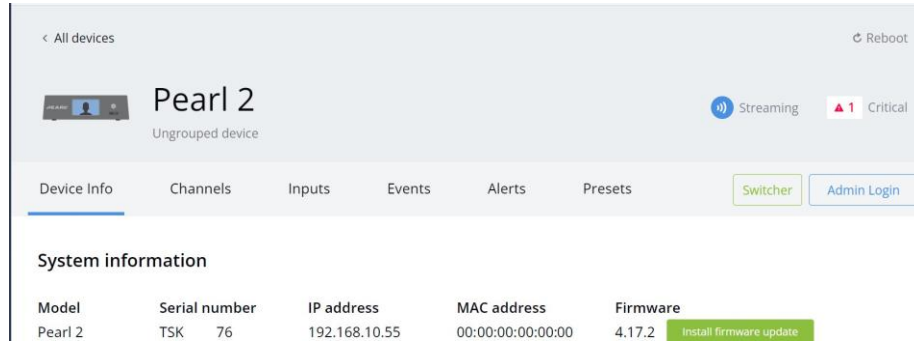 < All devices
Reboot
Pearl 2
Ungrouped device
Streaming
1 Critical
Device Info Channels Inputs Events Alerts Presets Switcher Admin Login
System information
Model Serial number IP address MAC address Firmware
Pearl 2 TSK 76 192.168.10.55 00:00:00:00:00:00 4.17.2 Install firmware update